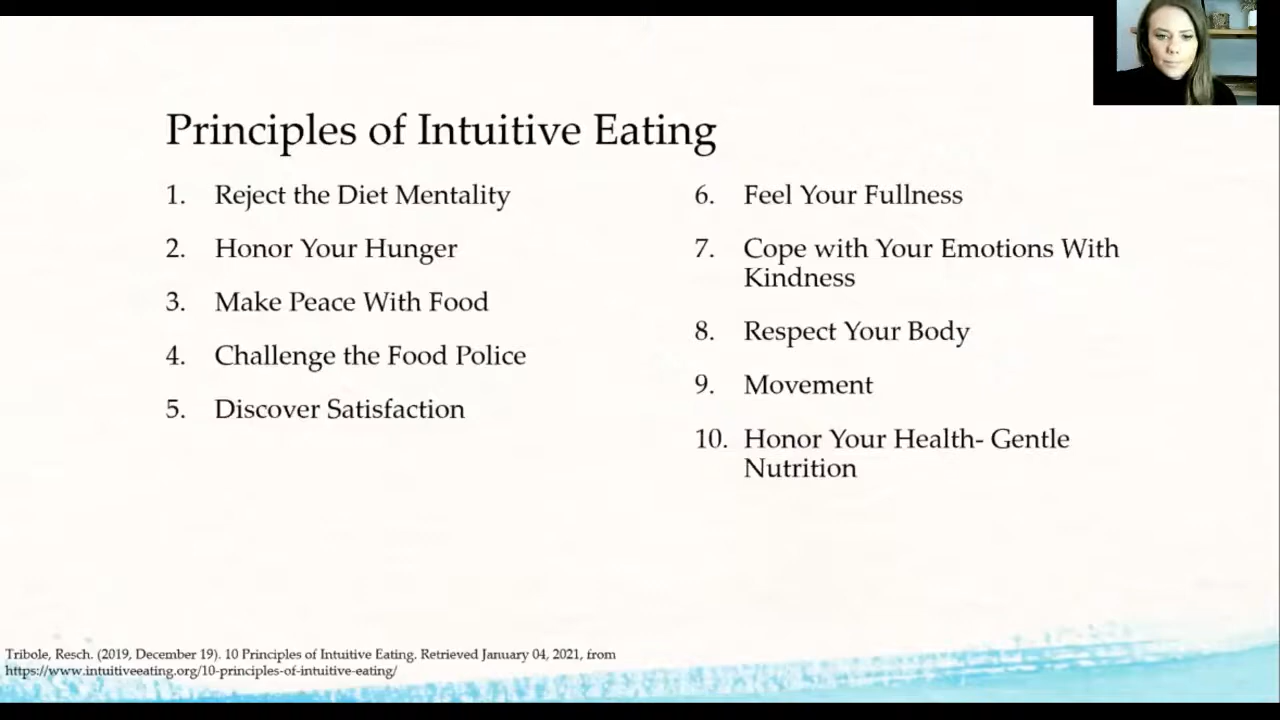 Principles of Intuitive Eating
1. Reject the Diet Mentality
2. Honor Your Hunger
3. Make Peace With Food
4. Challenge the Food Police
5. Discover Satisfaction
6. Feel Your Fullness
7. Cope with Your Emotions With
Kindness
8. Respect Your Body
9. Movement
10. Honor Your Health- Gentle
Nutrition
Tribole, Resch. (2019, December 19). 10 Principles of Intuitive Eating. Retrieved January 04, 2021, from
https://www.intuitiveeating.org/10-principles-of-intuitive-eating/